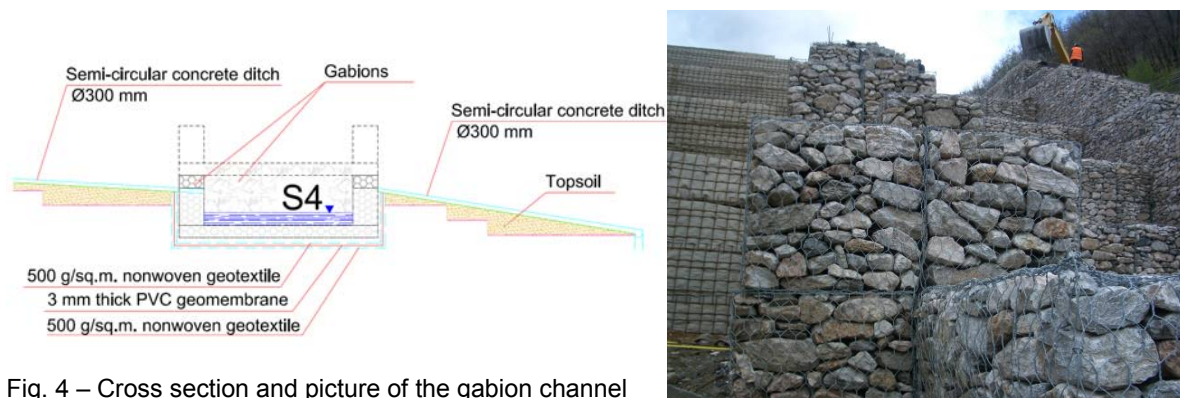 Semi-circular concrete ditch
Ø300 mm
Gabions
Semi-circular concrete ditch
Ø300 mm
S4
Topsoil
500 g/sq.m. nonwoven geotextile
3 mm thick PVC geomembrane
500 g/sq.m. nonwoven geotextile
Fig. 4 – Cross section and picture of the gabion channel